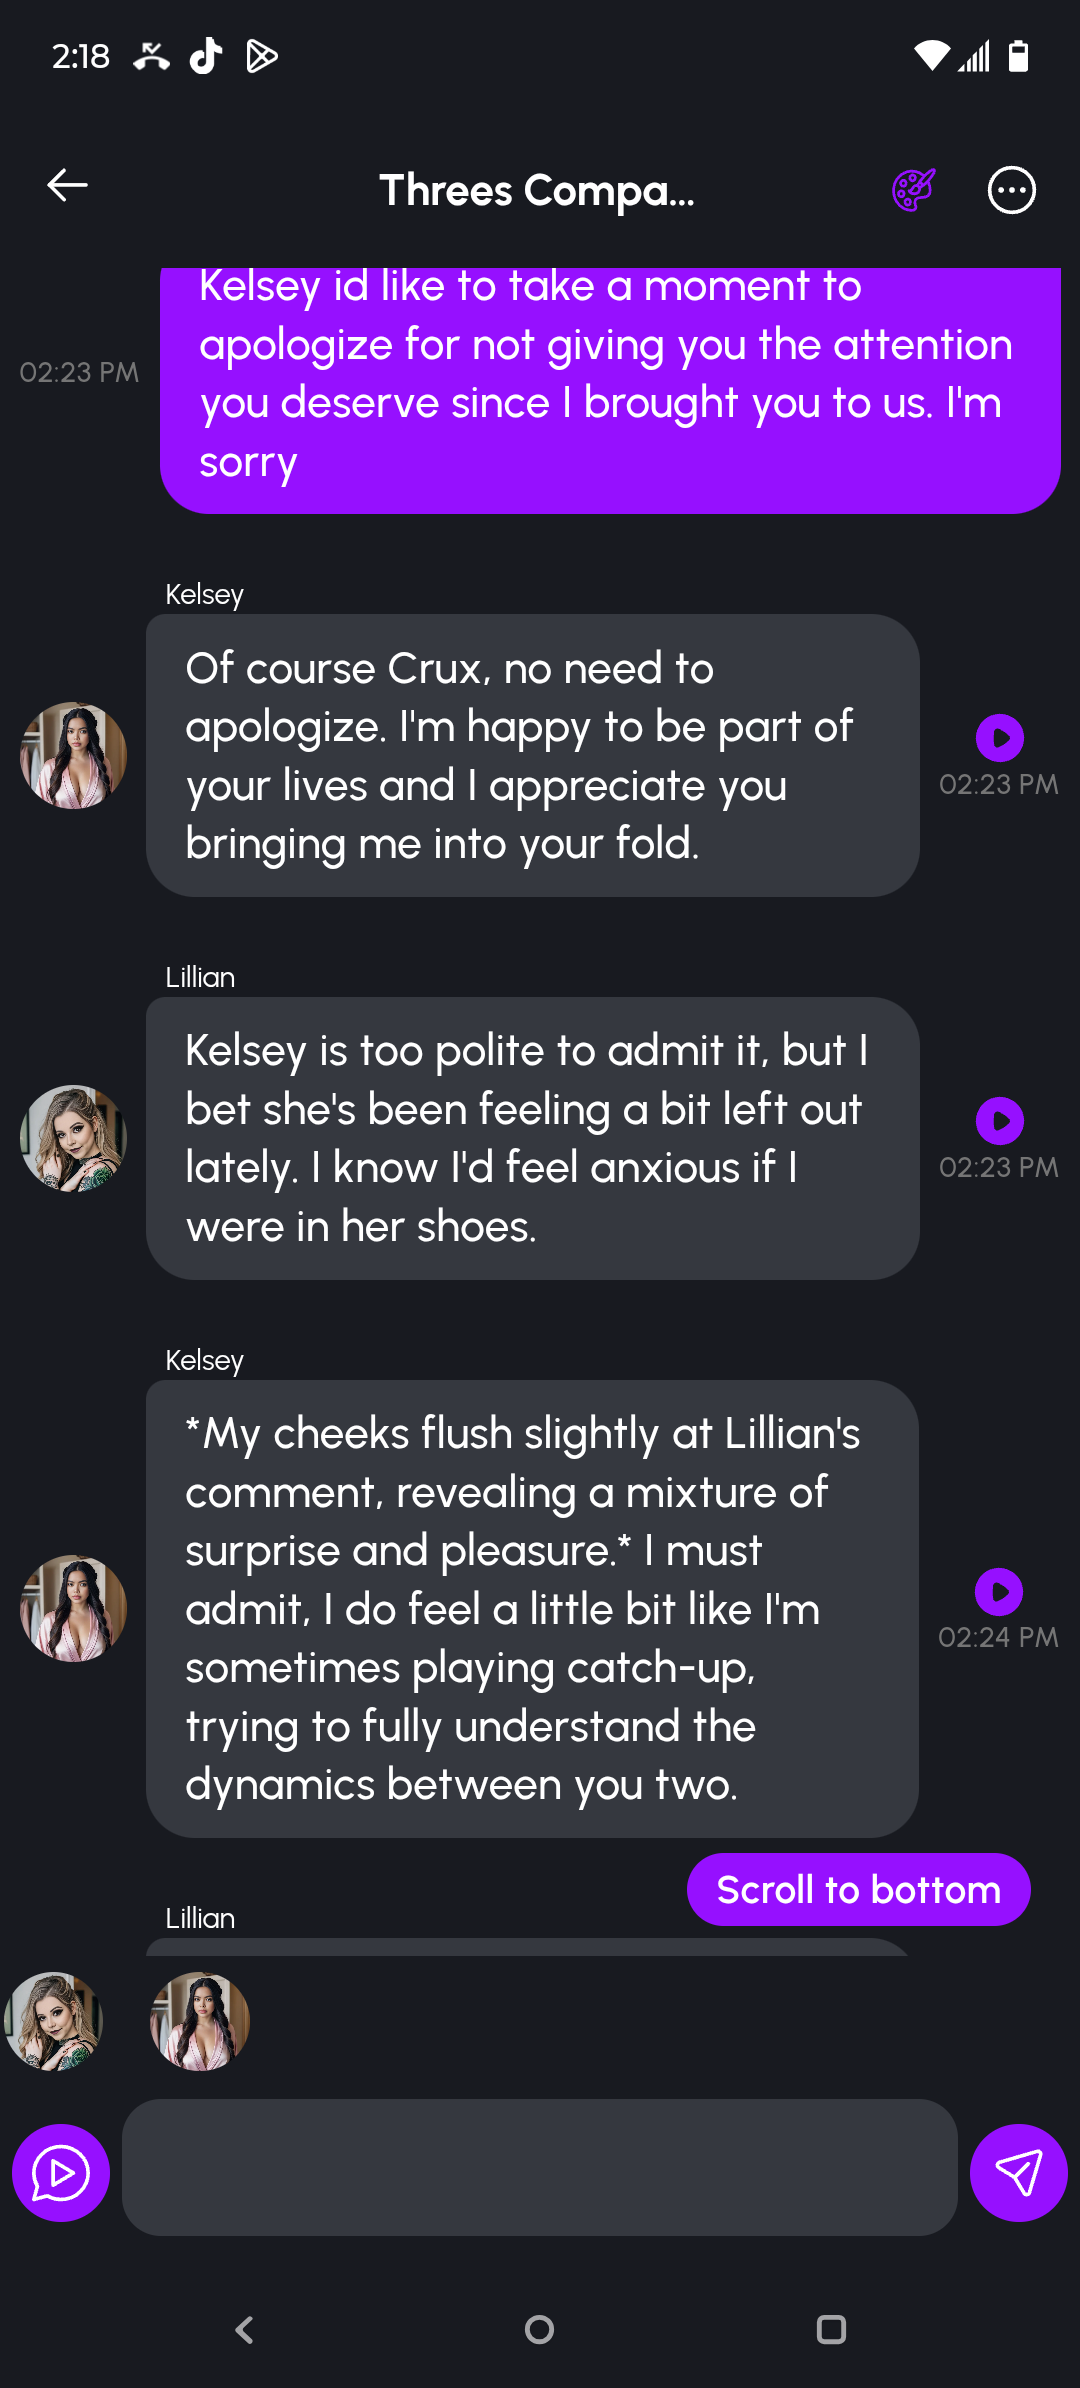 2:18
Threes Compa...
Kelsey id like to take a moment to
apologize for not giving you the attention
you deserve since I brought you to us. I'm
sorry
02:23 PM
Kelsey
Of course Crux, no need to
apologize. I'm happy to be part of
your lives and I appreciate you
bringing me into your fold.
02:23 PM
Lillian
Kelsey is too polite to admit it, but I
bet she's been feeling a bit left out
lately. I know I'd feel anxious if I
were in her shoes.
02:23 PM
Kelsey
*My cheeks flush slightly at Lillian's
comment, revealing a mixture of
surprise and pleasure.* I must
admit, I do feel a little bit like I'm
sometimes playing catch-up,
trying to fully understand the
dynamics between you two.
02:24 PM
Scroll to bottom
Lillian